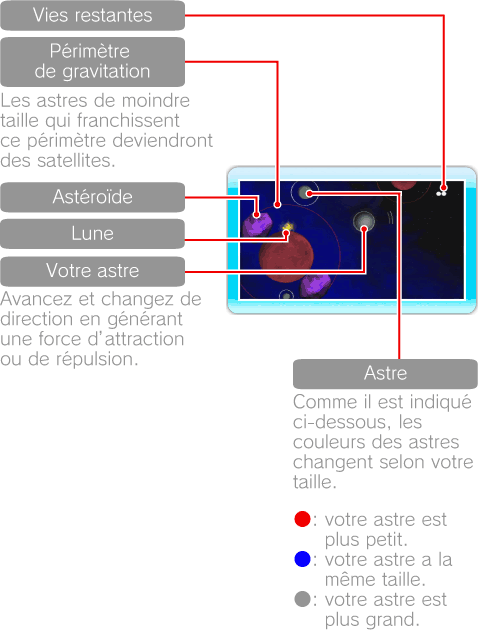 Vies restantes
Périmètre
de gravitation
Les astres de moindre
taille qui franchissent
ce périmètre deviendront
des satellites.
Astéroïde
Lune
Votre astre
Avancez et changez de
direction en générant
une force d'attraction
ou de répulsion.
Astre
Comme il est indiqué
ci-dessous, les
couleurs des astres
changent selon votre
taille.
: votre astre est
plus petit.
: votre astre a la
même taille.
: votre astre est
plus grand.